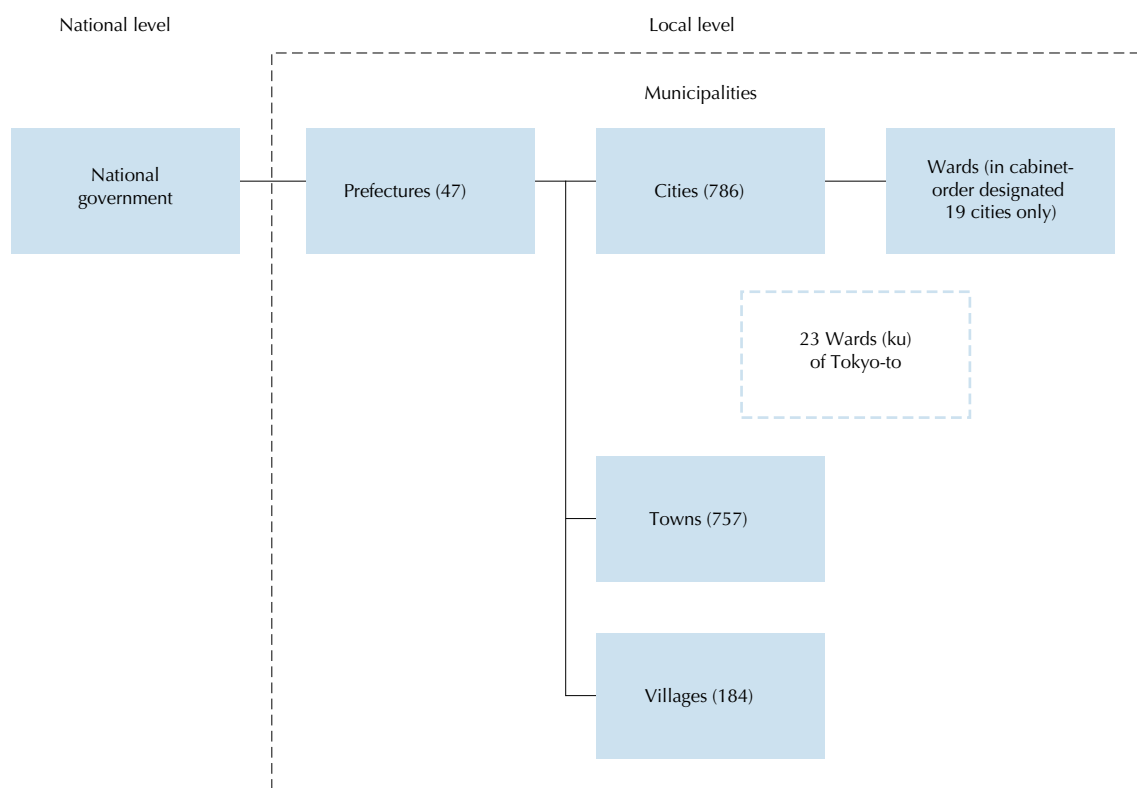 National level
Local level
Municipalities
National
government
Prefectures (47)
Cities (786)
Wards (in cabinet-
order designated
19 cities only)
23 Wards (ku)
of Tokyo-to
Towns (757)
Villages (184)